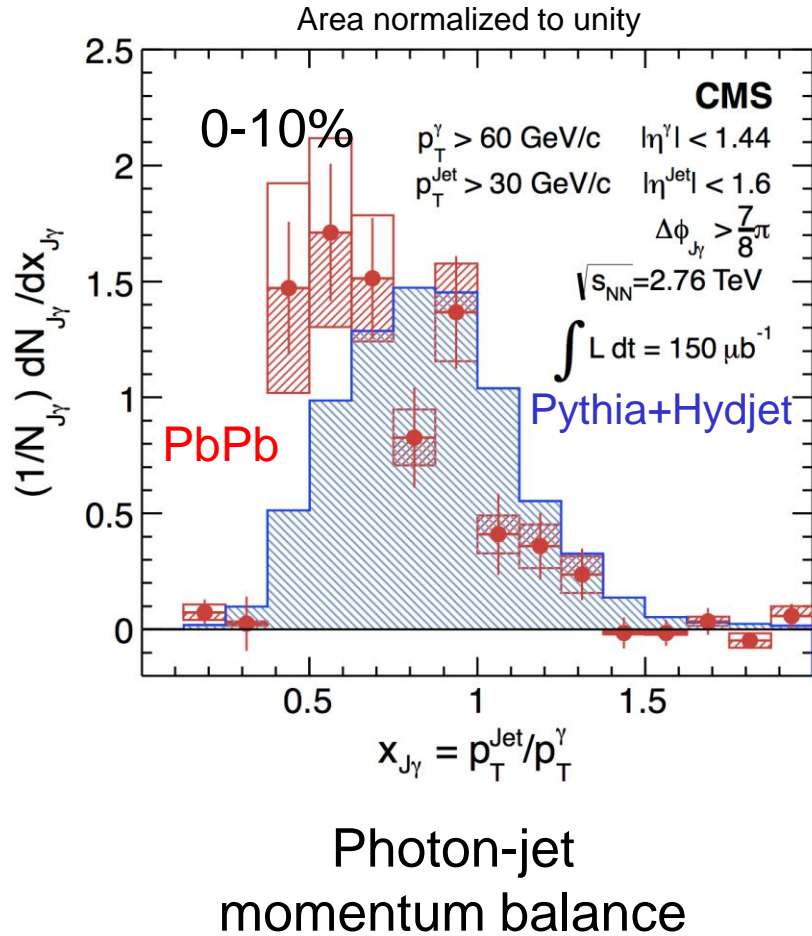 Area normalized to unity
2.5
2
1.5
1
0.5
0
(1/N_Jγ) dN_Jγ/dx_Jγ
0-10%
CMS
p_T^γ > 60 GeV/c |η^γ| < 1.44
p_T^Jet > 30 GeV/c |η^Jet| < 1.6
Δϕ_Jγ > 7/8 π
√s_NN=2.76 TeV
∫ L dt = 150 μb⁻¹
Pythia+Hydjet
PbPb
0.5 1 1.5
x_Jγ = p_T^Jet/p_T^γ
Photon-jet
momentum balance